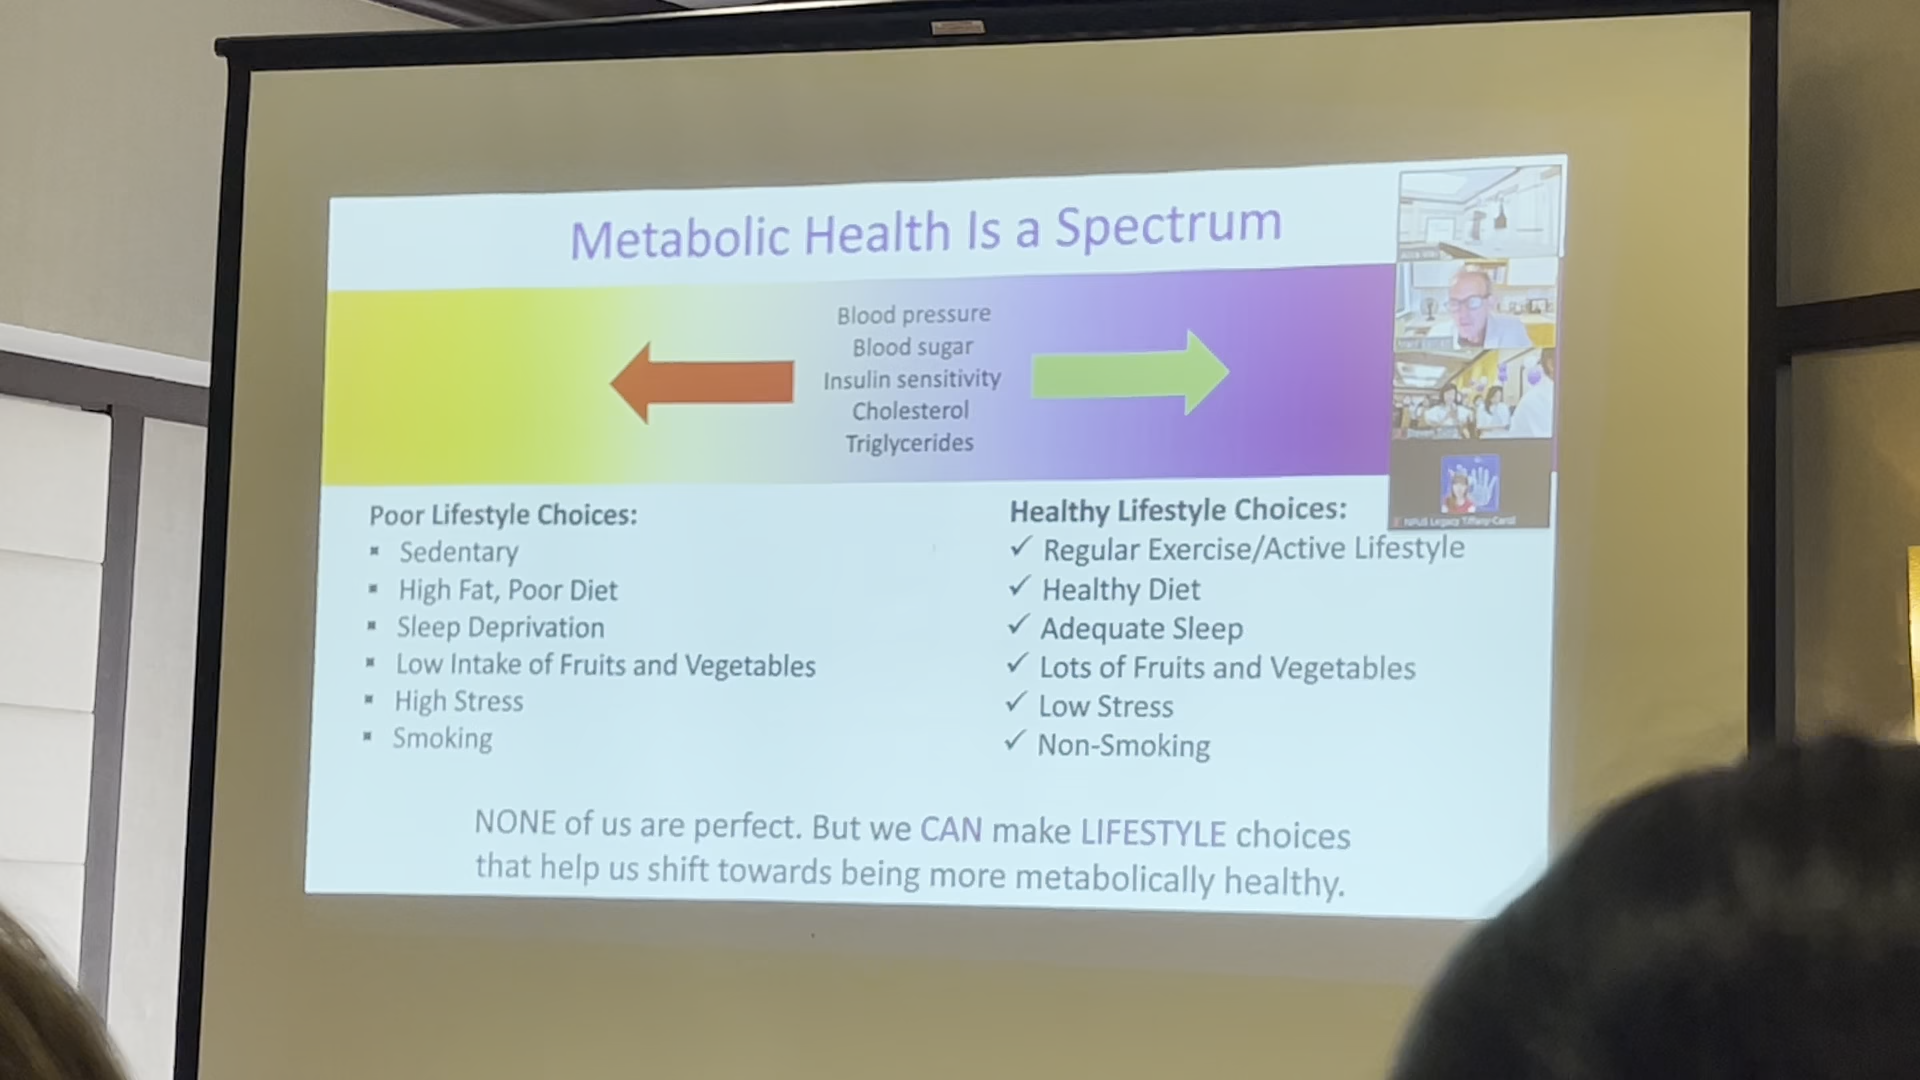 Metabolic Health Is a Spectrum
Blood pressure
Blood sugar
Insulin sensitivity
Cholesterol
Triglycerides
Poor Lifestyle Choices:
▪ Sedentary
▪ High Fat, Poor Diet
▪ Sleep Deprivation
▪ Low Intake of Fruits and Vegetables
▪ High Stress
▪ Smoking
Healthy Lifestyle Choices:
✓ Regular Exercise/Active Lifestyle
✓ Healthy Diet
✓ Adequate Sleep
✓ Lots of Fruits and Vegetables
✓ Low Stress
✓ Non-Smoking
NONE of us are perfect. But we CAN make LIFESTYLE choices
that help us shift towards being more metabolically healthy.
Legacy Tiffany-Carol